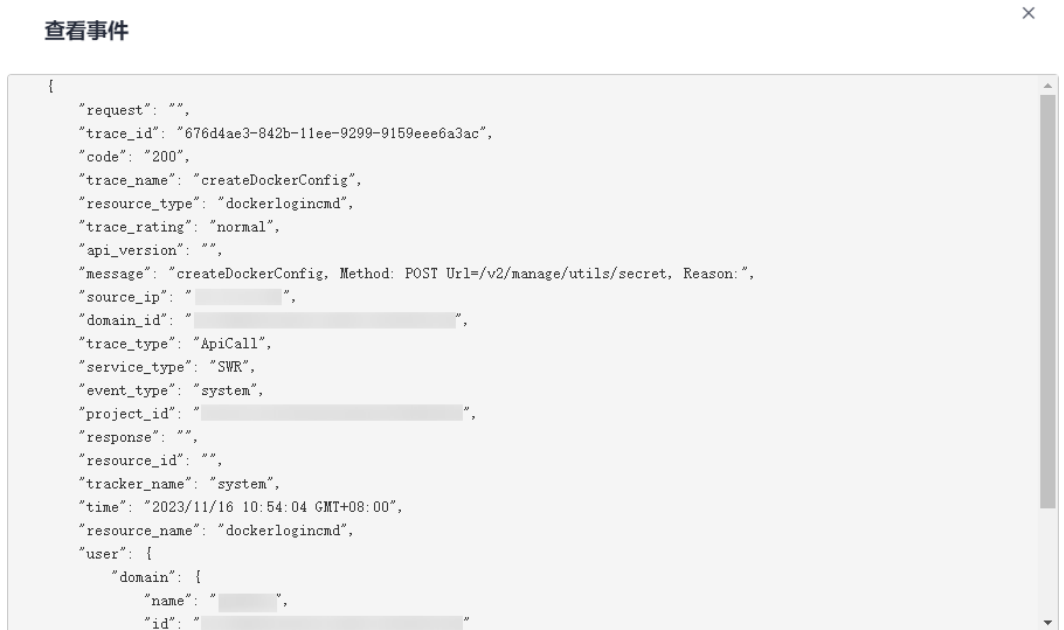 查看事件
{
"request": "",
"trace_id": "676d4ae3-842b-11ee-9299-9159eee6a3ac",
"code": "200",
"trace_name": "createDockerConfig",
"resource_type": "dockerlogincmd",
"trace_rating": "normal",
"api_version": "",
"message": "createDockerConfig, Method: POST Url=/v2/manage/utils/secret, Reason:",
"source_ip": "",
"domain_id": "",
"trace_type": "ApiCall",
"service_type": "SWR",
"event_type": "system",
"project_id": "",
"response": "",
"resource_id": "",
"tracker_name": "system",
"time": "2023/11/16 10:54:04 GMT+08:00",
"resource_name": "dockerlogincmd",
"user": {
"domain": {
"name": "",
"id": ""